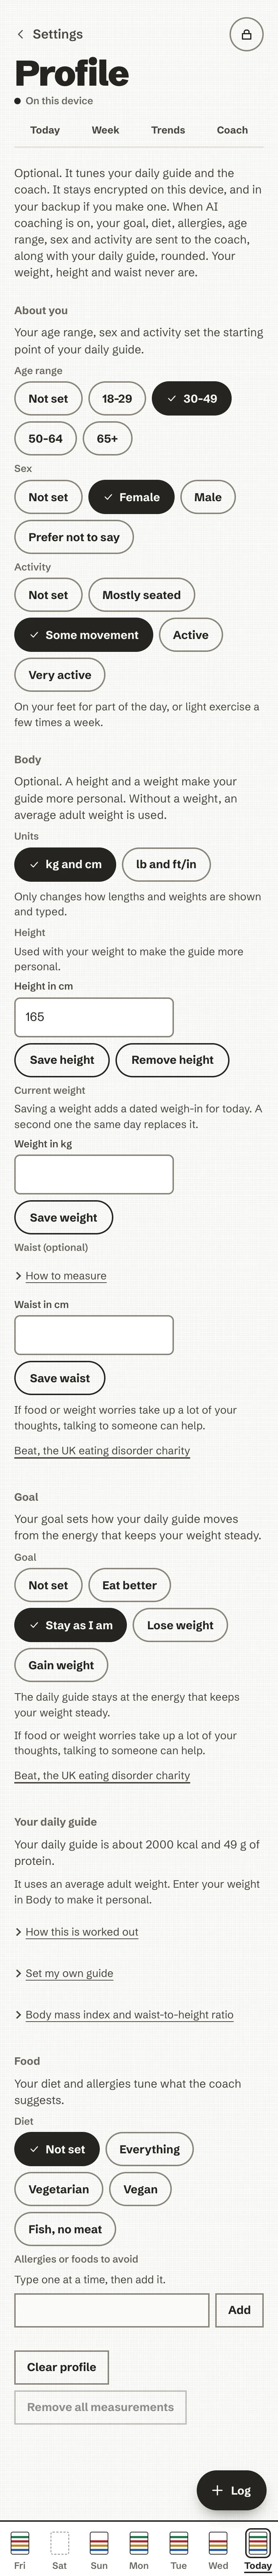 Settings
Profile
On this device
Today Week Trends Coach
Optional. It tunes your daily guide and the
coach. It stays encrypted on this device, and in
your backup if you make one. When AI
coaching is on, your goal, diet, allergies, age
range, sex and activity are sent to the coach,
along with your daily guide, rounded. Your
weight, height and waist never are.
About you
Your age range, sex and activity set the starting
point of your daily guide.
Age range
Not set 18-29 30-49
50-64 65+
Sex
Not set Female Male
Prefer not to say
Activity
Not set Mostly seated
Some movement Active
Very active
On your feet for part of the day, or light exercise a
few times a week.
Body
Optional. A height and a weight make your
guide more personal. Without a weight, an
average adult weight is used.
Units
kg and cm lb and ft/in
Only changes how lengths and weights are shown
and typed.
Height
Used with your weight to make the guide more
personal.
Height in cm
165
Save height Remove height
Current weight
Saving a weight adds a dated weigh-in for today. A
second one the same day replaces it.
Weight in kg
Save weight
Waist (optional)
How to measure
Waist in cm
Save waist
If food or weight worries take up a lot of your
thoughts, talking to someone can help.
Beat, the UK eating disorder charity
Goal
Your goal sets how your daily guide moves
from the energy that keeps your weight steady.
Goal
Not set Eat better
Stay as I am Lose weight
Gain weight
The daily guide stays at the energy that keeps
your weight steady.
If food or weight worries take up a lot of your
thoughts, talking to someone can help.
Beat, the UK eating disorder charity
Your daily guide
Your daily guide is about 2000 kcal and 49 g of
protein.
It uses an average adult weight. Enter your weight
in Body to make it personal.
How this is worked out
Set my own guide
Body mass index and waist-to-height ratio
Food
Your diet and allergies tune what the coach
suggests.
Diet
Not set Everything
Vegetarian Vegan
Fish, no meat
Allergies or foods to avoid
Type one at a time, then add it.
Add
Clear profile
Remove all measurements
Log
Fri Sat Sun Mon Tue Wed Today